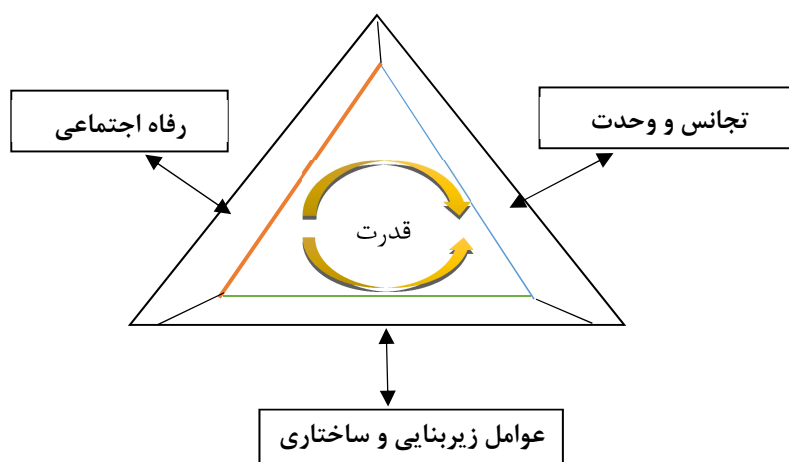 تجانس و وحدت
رفاه اجتماعی
قدرت
عوامل زیربنایی و ساختاری